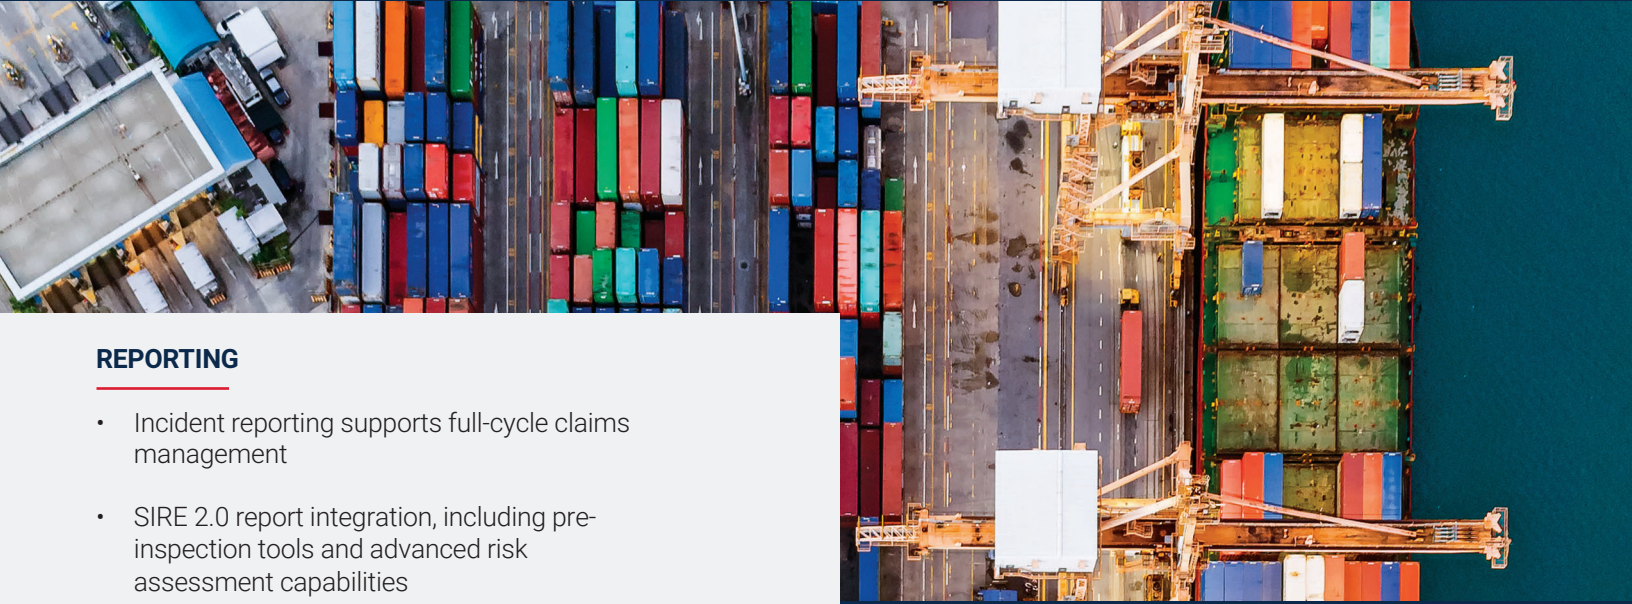 REPORTING
• Incident reporting supports full-cycle claims
management
• SIRE 2.0 report integration, including pre-
inspection tools and advanced risk
assessment capabilities